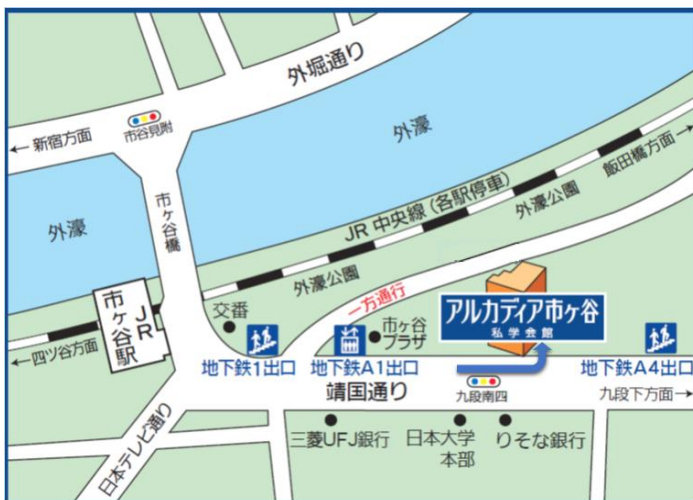 外堀通り
←新宿方面
市谷見附
外濠
飯田橋方面→
外濠
市ヶ谷橋
JR 中央線（各駅停車）
外濠公園
外濠公園
一方通行
JR
市ヶ谷駅
交番
市ヶ谷
プラザ
アルカディア市ヶ谷
私学会館
←四ツ谷方面
地下鉄1出口
地下鉄A1出口
地下鉄A4出口
靖国通り
九段南四
九段下方面→
日本テレビ通り
三菱UFJ銀行
日本大学
本部
りそな銀行